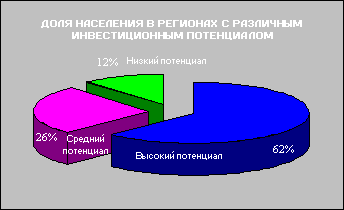 ДОЛЯ НАСЕЛЕНИЯ В РЕГИОНАХ С РАЗЛИЧНЫМ
ИНВЕСТИЦИОННЫМ ПОТЕНЦИАЛОМ
12% Низкий потенциал
26% Средний
потенциал
Высокий потенциал
62%